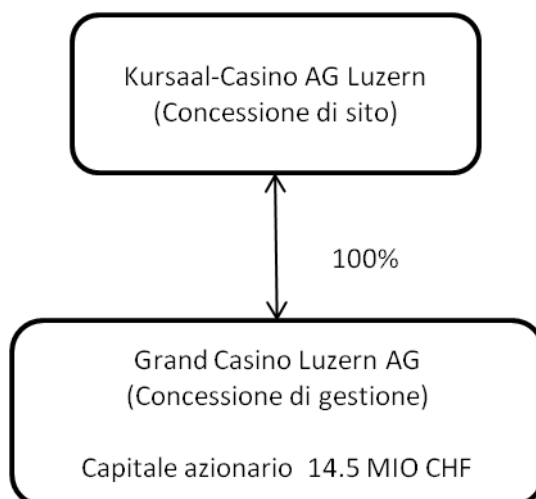 Kursaal-Casino AG Luzern
(Concessione di sito)
100%
Grand Casino Luzern AG
(Concessione di gestione)
Capitale azionario 14.5 MIO CHF